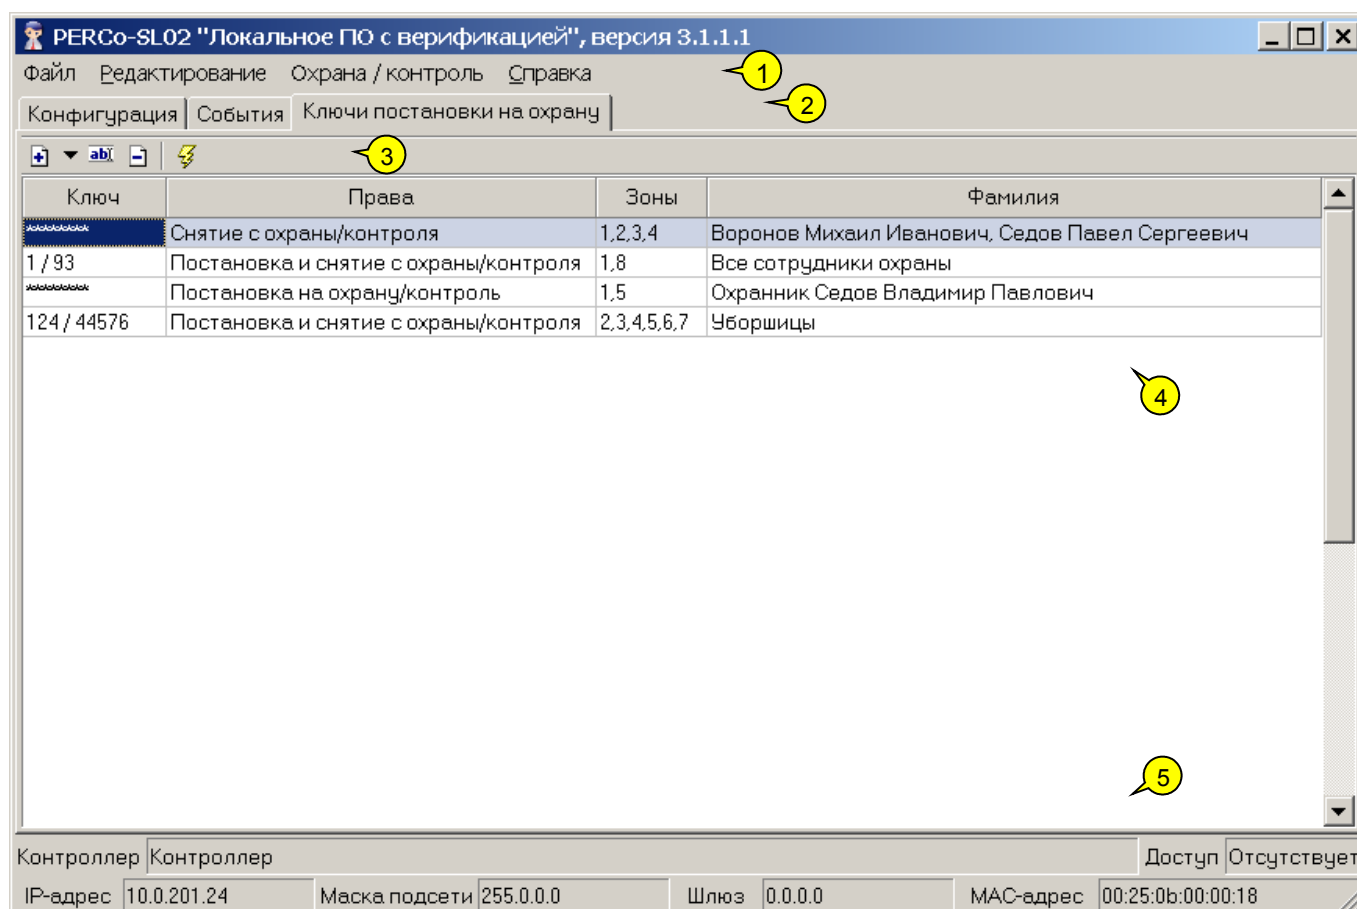 PERCo-SL02 "Локальное ПО с верификацией", версия 3.1.1.1
Файл Редактирование Охрана / контроль Справка 1
Конфигурация События Ключи постановки на охрану 2
abI 3
Ключ Права Зоны Фамилия
********** Снятие с охраны/контроля 1,2,3,4 Воронов Михаил Иванович, Седов Павел Сергеевич
1 / 93 Постановка и снятие с охраны/контроля 1,8 Все сотрудники охраны
********** Постановка на охрану/контроль 1,5 Охранник Седов Владимир Павлович
124 / 44576 Постановка и снятие с охраны/контроля 2,3,4,5,6,7 Уборшицы
4
5
Контроллер Контроллер Доступ Отсутствует
IP-адрес 10.0.201.24 Маска подсети 255.0.0.0 Шлюз 0.0.0.0 MAC-адрес 00:25:0b:00:00:18